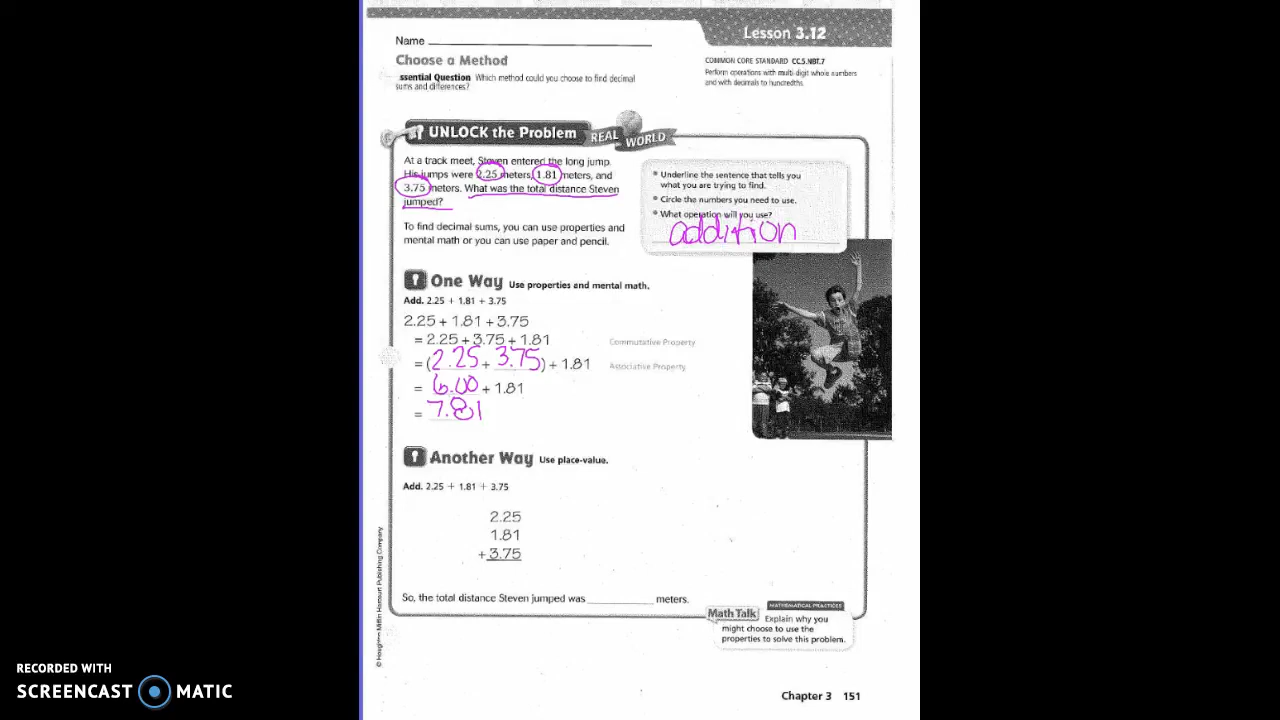 Lesson 3.12
Name
Choose a Method
COMMON CORE STANDARD CC.5.NBT.7
Perform operations with multi-digit whole numbers
and with decimals to hundredths.
ssential Question Which method could you choose to find decimal
sums and differences?
UNLOCK the Problem REAL WORLD
At a track meet, Steven entered the long jump.
His jumps were 2.25 meters, 1.81 meters, and
3.75 meters. What was the total distance Steven
jumped?
To find decimal sums, you can use properties and
mental math or you can use paper and pencil.
• Underline the sentence that tells you
what you are trying to find.
• Circle the numbers you need to use.
• What operation will you use?
addition
One Way Use properties and mental math.
Add. 2.25 + 1.81 + 3.75
2.25 + 1.81 + 3.75
= 2.25 + 3.75 + 1.81 Commutative Property
= (2.25 + 3.75) + 1.81 Associative Property
= 6.00 + 1.81
= 7.81
Another Way Use place-value.
Add. 2.25 + 1.81 + 3.75
2.25
1.81
+3.75
So, the total distance Steven jumped was ________ meters.
Math Talk MATHEMATICAL PRACTICES
Explain why you
might choose to use the
properties to solve this problem.
© Houghton Mifflin Harcourt Publishing Company
Chapter 3 151
RECORDED WITH
SCREENCAST MATIC